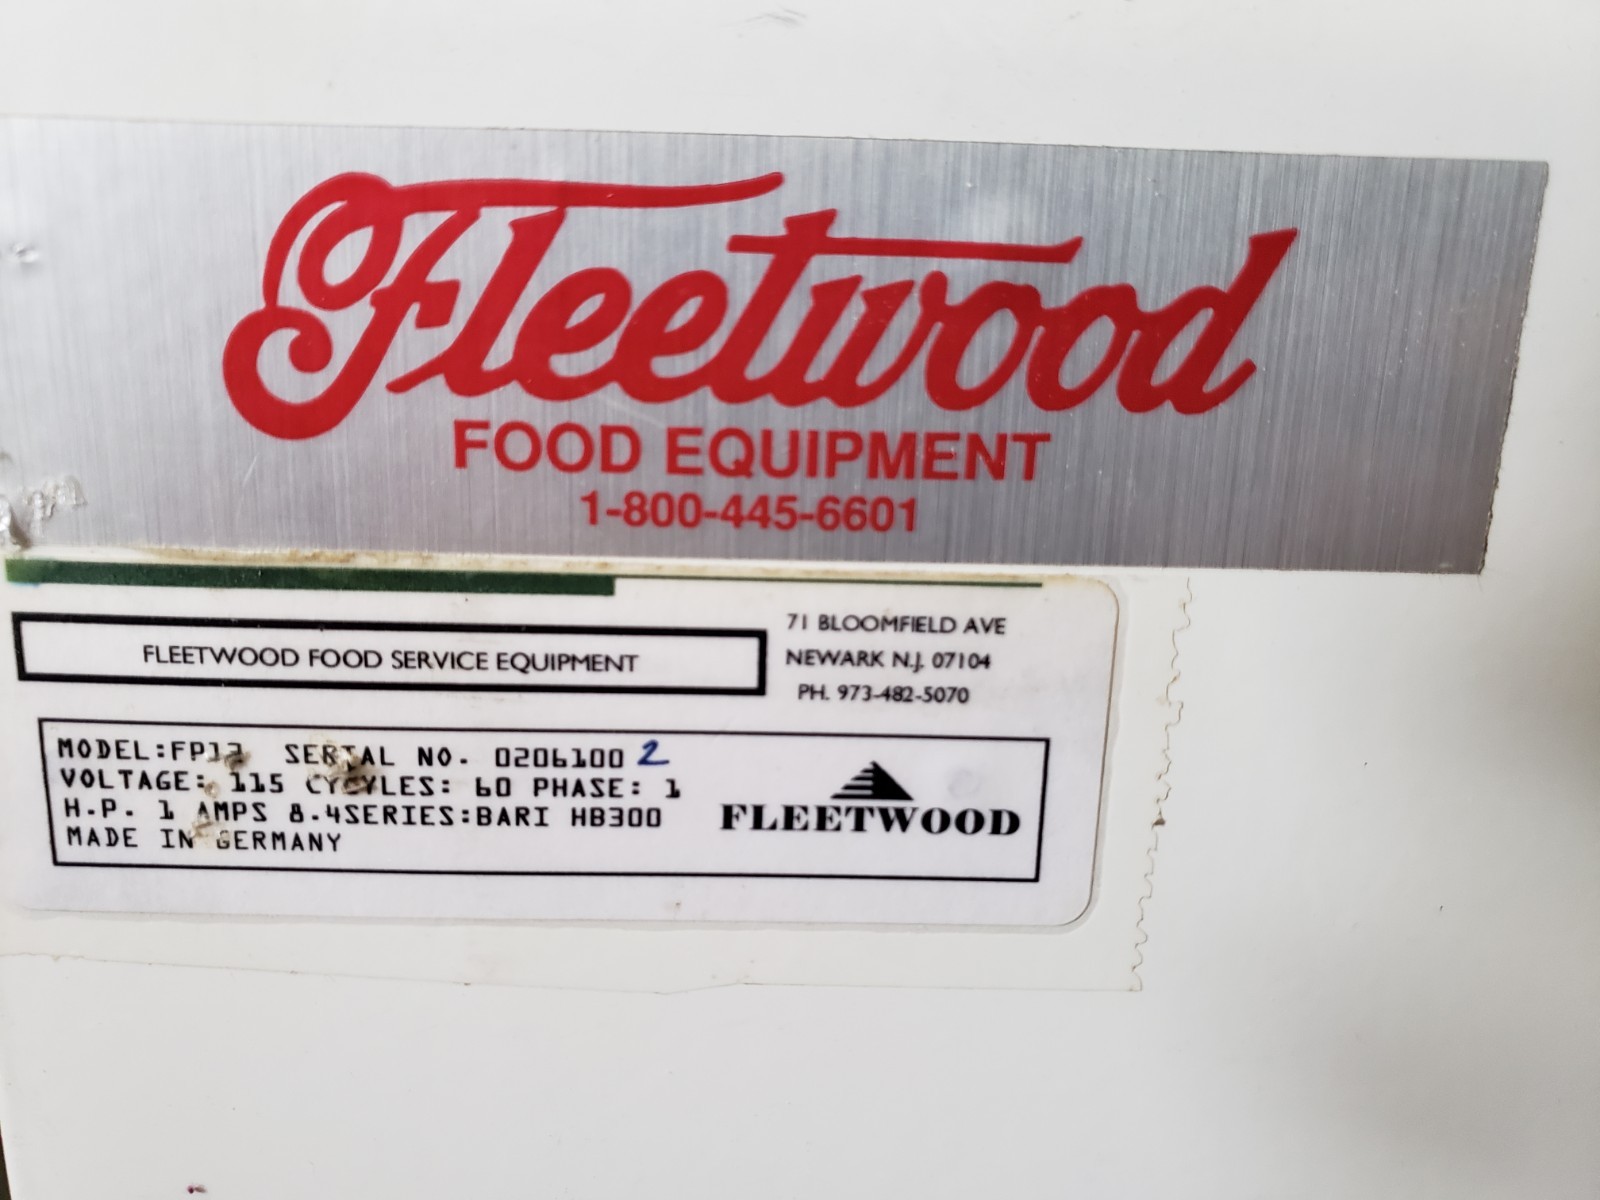 Fleetwood
FOOD EQUIPMENT
1-800-445-6601
FLEETWOOD FOOD SERVICE EQUIPMENT
71 BLOOMFIELD AVE
NEWARK N.J. 07104
PH. 973-482-5070
MODEL: SERIAL NO. 0206100 2
VOLTAGE: 115 CYCYLES: 60 PHASE: 1
H.P. 1 AMPS 8.4SERIES:BARI HB300
MADE IN GERMANY
FLEETWOOD